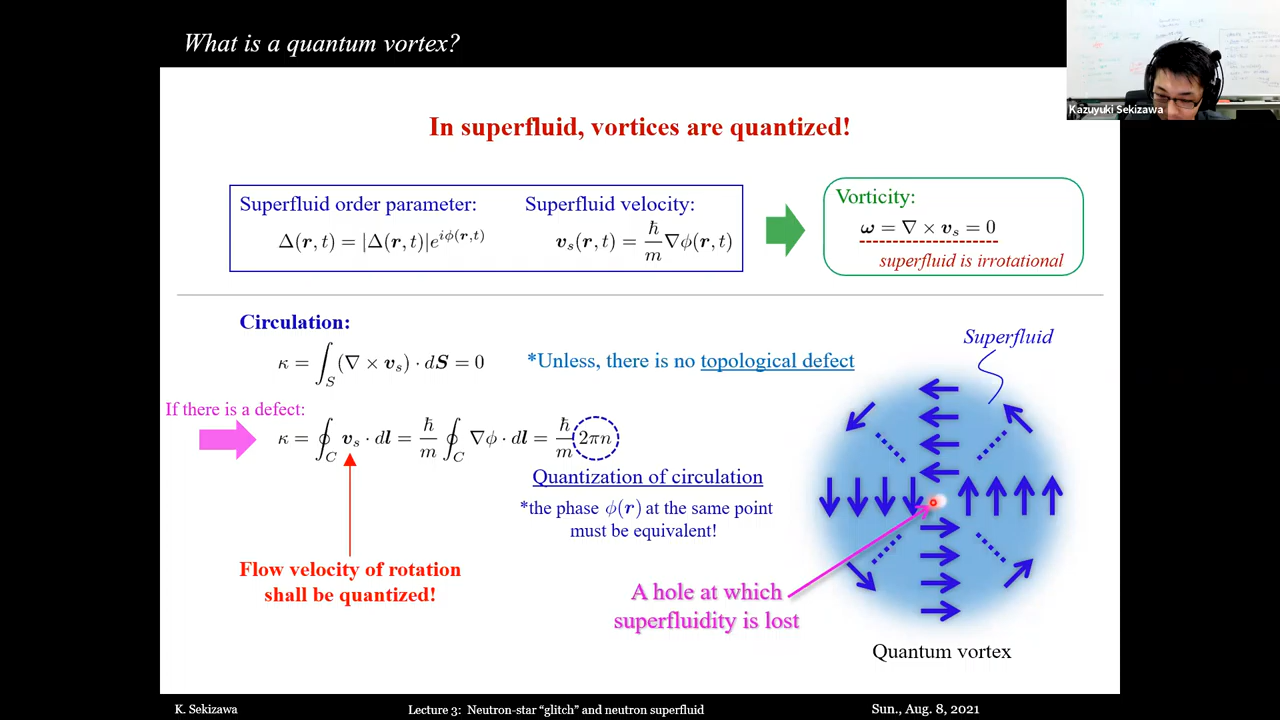 What is a quantum vortex?
Kazuyuki Sekizawa
In superfluid, vortices are quantized!
Superfluid order parameter:
Δ(r, t) = |Δ(r, t)|e^{iϕ(r,t)}
Superfluid velocity:
v_s(r, t) = ℏ/m ∇ϕ(r, t)
Vorticity:
ω = ∇ × v_s = 0
superfluid is irrotational
Circulation:
κ = ∫_S (∇ × v_s) · dS = 0
*Unless, there is no topological defect
If there is a defect:
κ = ∮_C v_s · dl = ℏ/m ∮_C ∇ϕ · dl = ℏ/m 2πn
Quantization of circulation
*the phase ϕ(r) at the same point
must be equivalent!
Flow velocity of rotation
shall be quantized!
Superfluid
A hole at which
superfluidity is lost
Quantum vortex
K. Sekizawa
Lecture 3: Neutron-star “glitch” and neutron superfluid
Sun., Aug. 8, 2021